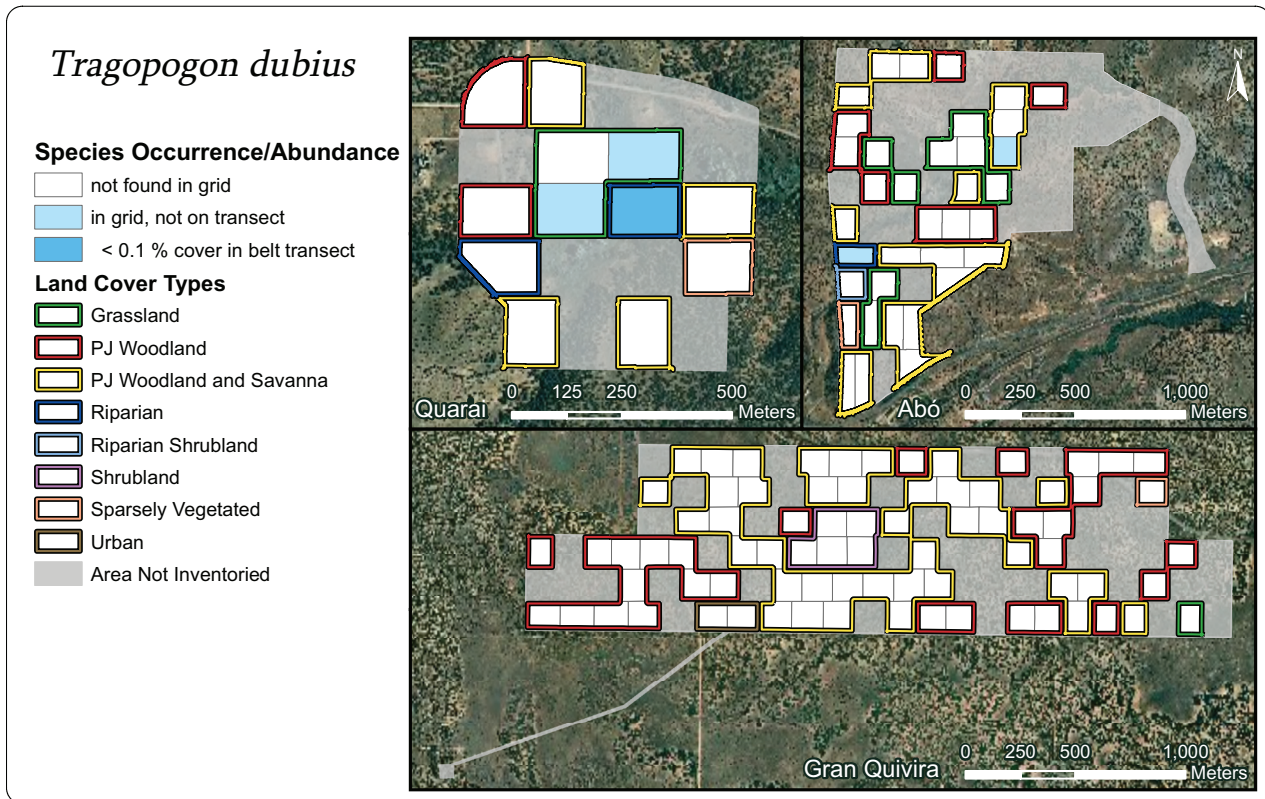 Tragopogon dubius
Species Occurrence/Abundance
not found in grid
in grid, not on transect
< 0.1 % cover in belt transect
Land Cover Types
Grassland
PJ Woodland
PJ Woodland and Savanna
Riparian
Riparian Shrubland
Shrubland
Sparsely Vegetated
Urban
Area Not Inventoried
0 125 250 500
Quarai Meters
N
0 250 500 1,000
Abó Meters
0 250 500 1,000
Gran Quivira Meters